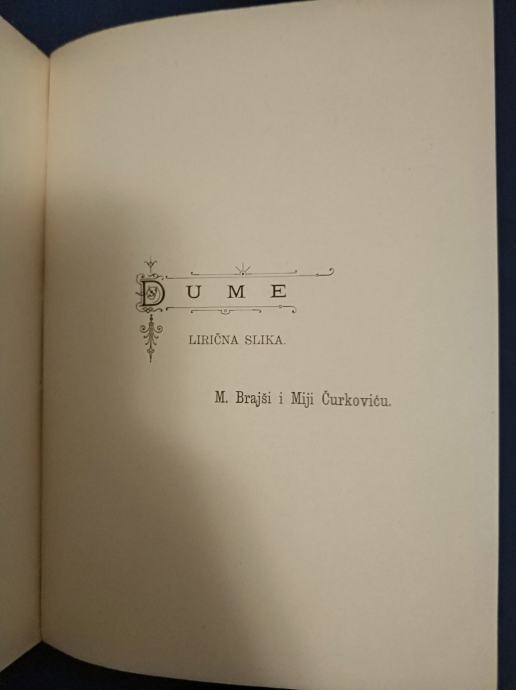 DUME
LIRIČNA SLIKA.
M. Brajši i Miji Čurkoviću.